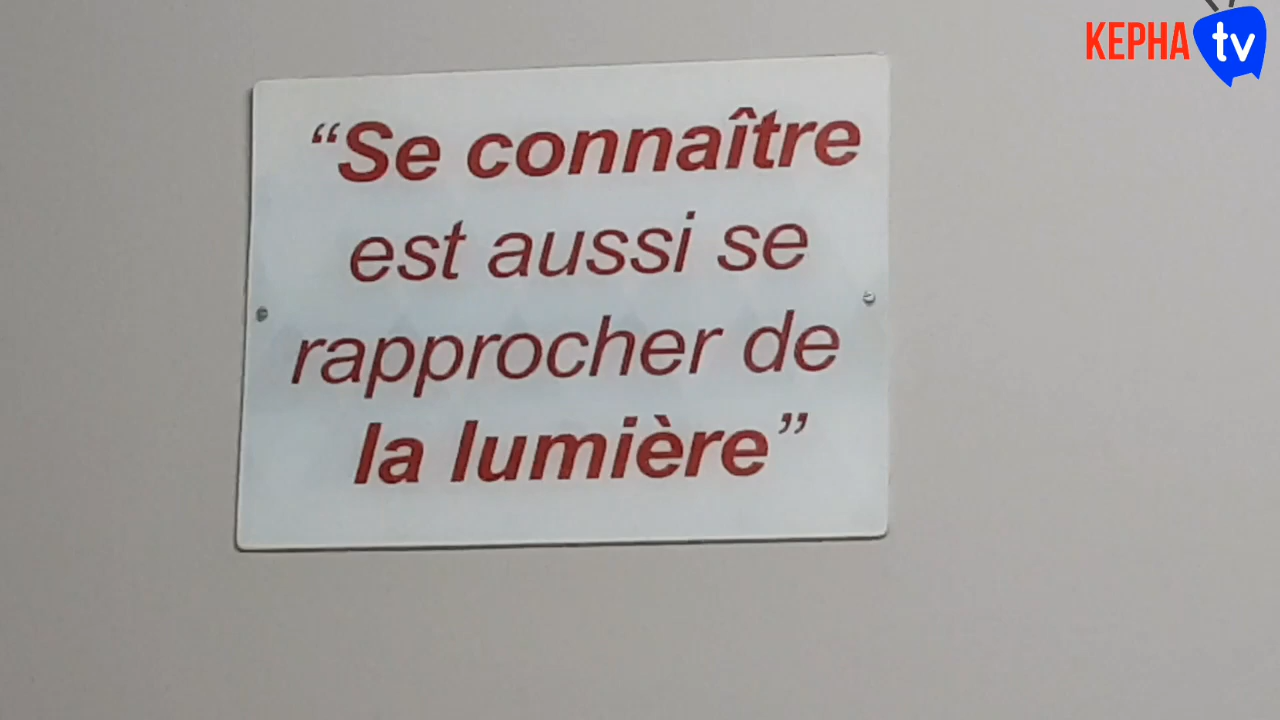 KEPHA tv
“Se connaître
est aussi se
rapprocher de
la lumière”